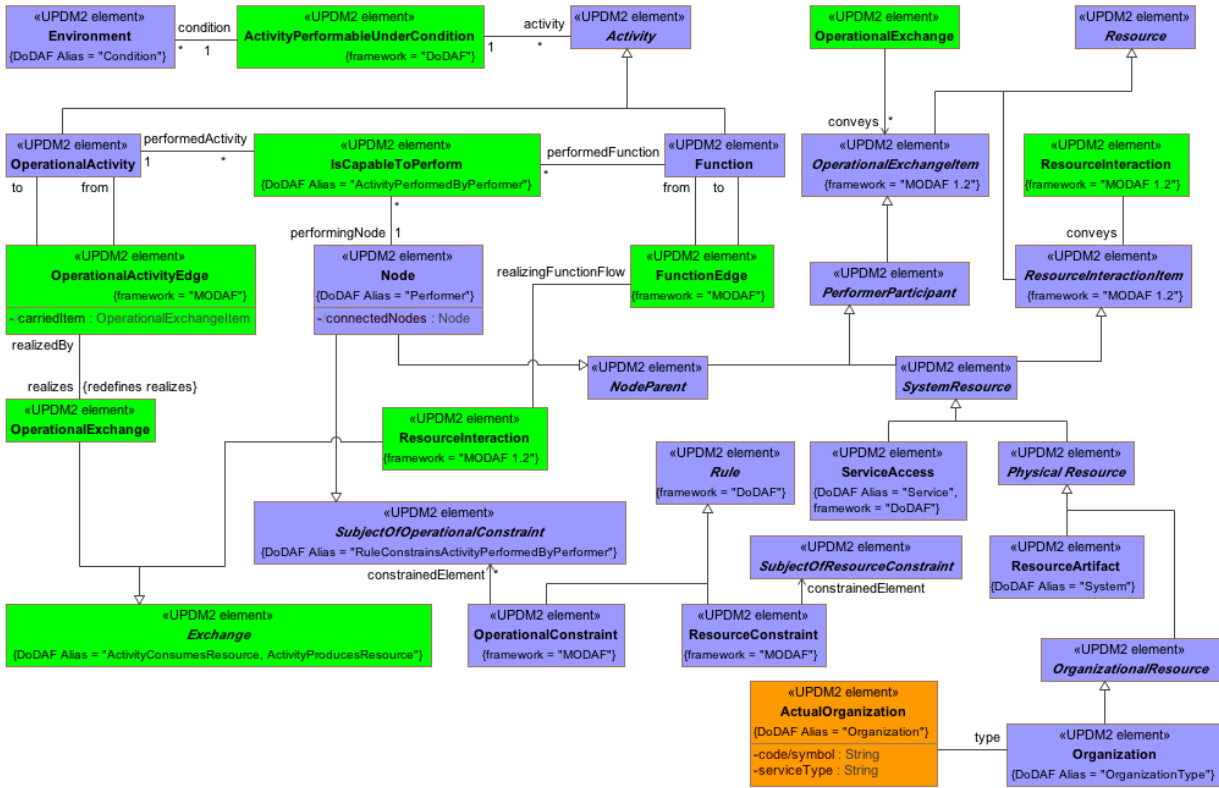 «UPDM2 element»
Environment
{DoDAF Alias = "Condition"}
condition
*
1
«UPDM2 element»
ActivityPerformableUnderCondition
{framework = "DoDAF"}
activity
1
*
«UPDM2 element»
Activity
«UPDM2 element»
OperationalExchange
«UPDM2 element»
Resource
conveys
*
«UPDM2 element»
OperationalActivity
performedActivity
1
*
«UPDM2 element»
IsCapableToPerform
{DoDAF Alias = "ActivityPerformedByPerformer"}
performedFunction
*
«UPDM2 element»
Function
«UPDM2 element»
OperationalExchangeItem
{framework = "MODAF 1.2"}
«UPDM2 element»
ResourceInteraction
{framework = "MODAF 1.2"}
to
from
from
to
performingNode
*
1
conveys
«UPDM2 element»
OperationalActivityEdge
{framework = "MODAF"}
- carriedItem : OperationalExchangeItem
«UPDM2 element»
Node
{DoDAF Alias = "Performer"}
-/connectedNodes : Node
realizingFunctionFlow
«UPDM2 element»
FunctionEdge
{framework = "MODAF"}
«UPDM2 element»
PerformerParticipant
«UPDM2 element»
ResourceInteractionItem
{framework = "MODAF 1.2"}
realizedBy
realizes
{redefines realizes}
«UPDM2 element»
NodeParent
«UPDM2 element»
SystemResource
«UPDM2 element»
OperationalExchange
«UPDM2 element»
ResourceInteraction
{framework = "MODAF 1.2"}
«UPDM2 element»
Rule
{framework = "DoDAF"}
«UPDM2 element»
ServiceAccess
{DoDAF Alias = "Service",
framework = "DoDAF"}
«UPDM2 element»
Physical Resource
«UPDM2 element»
SubjectOfOperationalConstraint
{DoDAF Alias = "RuleConstrainsActivityPerformedByPerformer"}
«UPDM2 element»
SubjectOfResourceConstraint
«UPDM2 element»
ResourceArtifact
{DoDAF Alias = "System"}
constrainedElement
*
constrainedElement
«UPDM2 element»
Exchange
{DoDAF Alias = "ActivityConsumesResource, ActivityProducesResource"}
«UPDM2 element»
OperationalConstraint
{framework = "MODAF"}
«UPDM2 element»
ResourceConstraint
{framework = "MODAF"}
«UPDM2 element»
OrganizationalResource
«UPDM2 element»
ActualOrganization
{DoDAF Alias = "Organization"}
-code/symbol : String
-serviceType : String
type
«UPDM2 element»
Organization
{DoDAF Alias = "OrganizationType"}